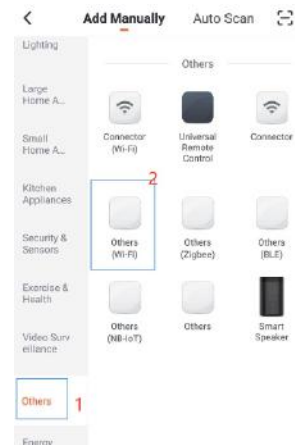 Add Manually
Auto Scan
Lighting
Large
Home A...
Small
Home A...
Kitchen
Appliances
Security &
Sensors
Exercise &
Health
Video Surv
eillance
Others
1
Energy
Others
Connector
(Wi-Fi)
Universal
Remote
Control
Connector
2
Others
(Wi-Fi)
Others
(Zigbee)
Others
(BLE)
Others
(NB-IoT)
Others
Smart
Speaker